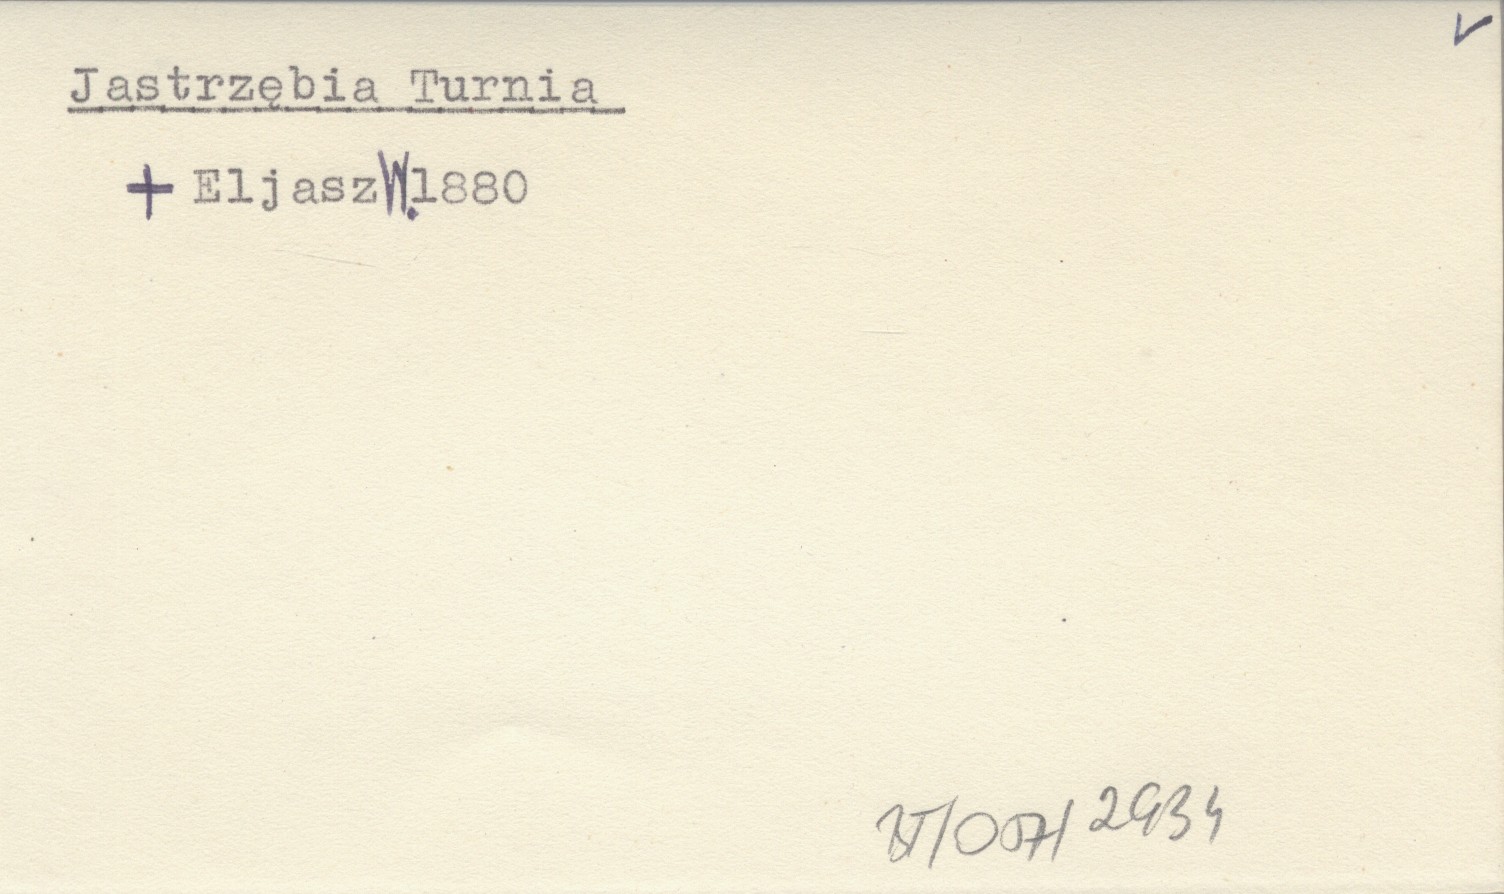 Jastrzębia Turnia
+ Eljasz W. 1880